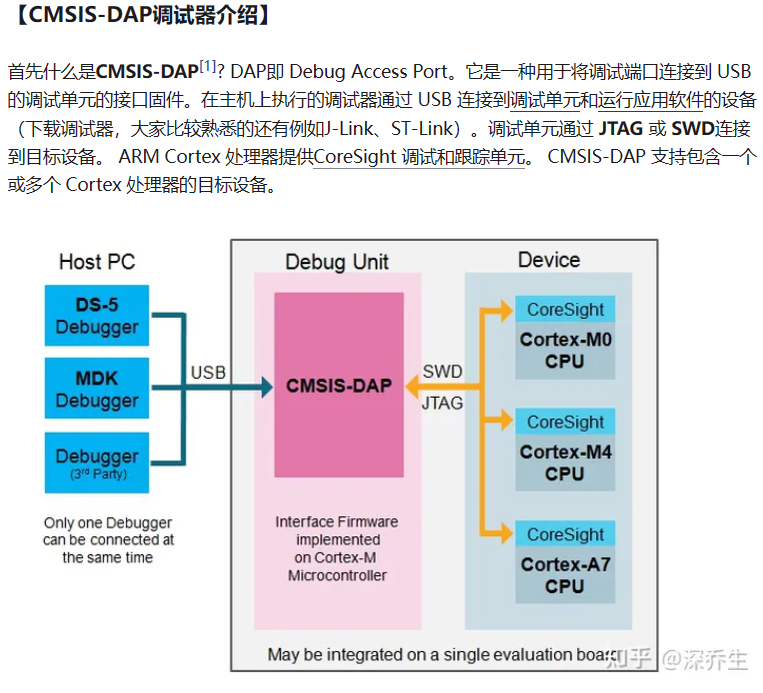 【CMSIS-DAP调试器介绍】
首先什么是CMSIS-DAP[1]? DAP即 Debug Access Port。它是一种用于将调试端口连接到 USB
的调试单元的接口固件。在主机上执行的调试器通过 USB 连接到调试单元和运行应用软件的设备
（下载调试器，大家比较熟悉的还有例如J-Link、ST-Link）。调试单元通过 JTAG 或 SWD连接
到目标设备。 ARM Cortex 处理器提供CoreSight 调试和跟踪单元。 CMSIS-DAP 支持包含一个
或多个 Cortex 处理器的目标设备。
Host PC
DS-5
Debugger
MDK
Debugger
Debugger
(3rd Party)
Only one Debugger
can be connected at
the same time
USB
Debug Unit
CMSIS-DAP
Interface Firmware
implemented
on Cortex-M
Microcontroller
SWD
JTAG
Device
CoreSight
Cortex-M0
CPU
CoreSight
Cortex-M4
CPU
CoreSight
Cortex-A7
CPU
May be integrated on a single evaluation board
知乎 @深乔生